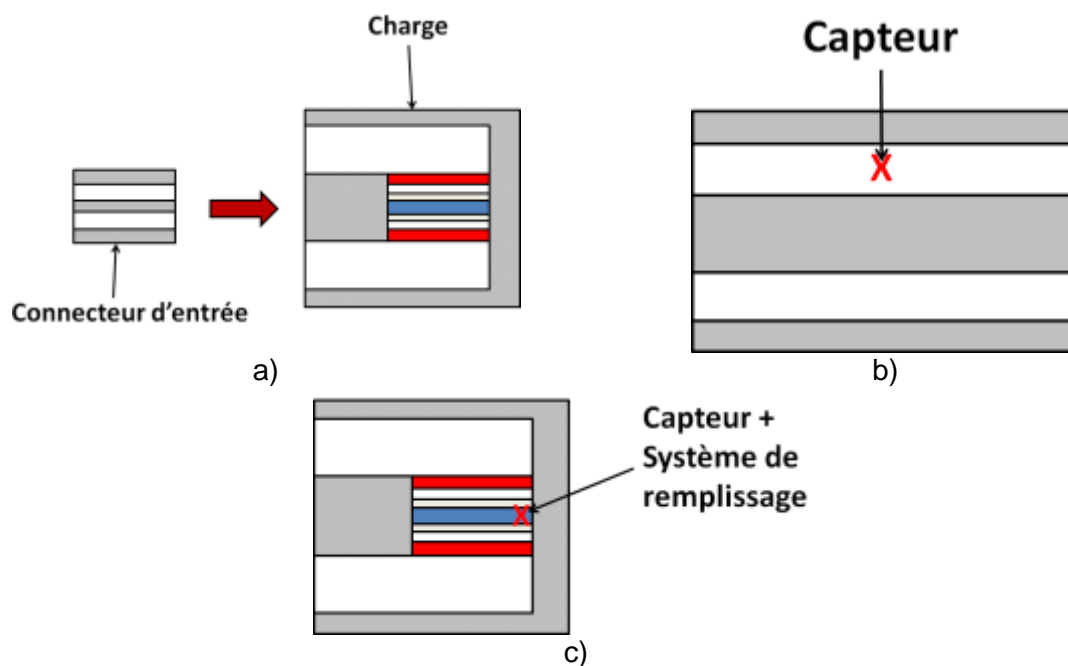 Charge
Connecteur d'entrée
a)
Capteur
X
b)
Capteur +
Système de
remplissage
X
c)